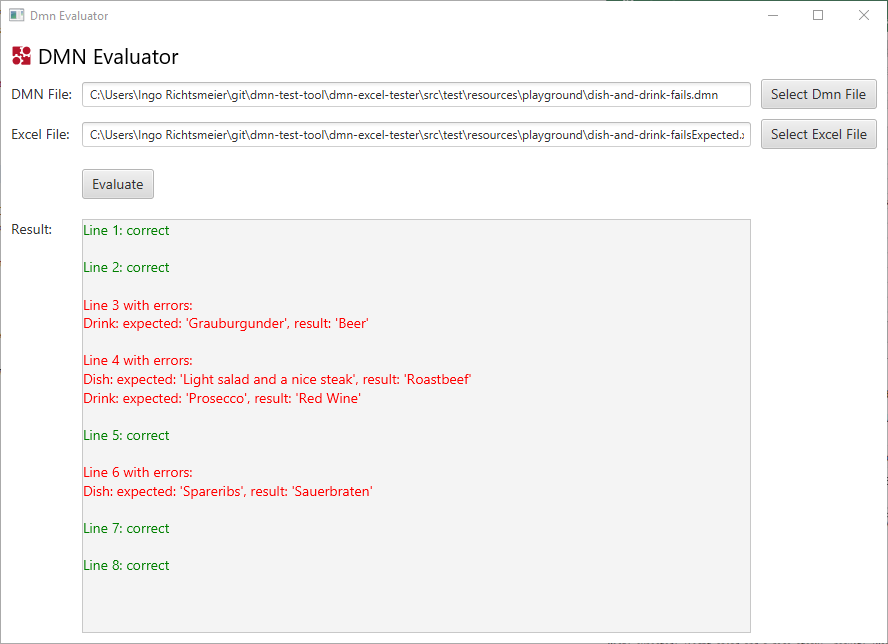 Dmn Evaluator
DMN Evaluator
DMN File: C:\Users\Ingo Richtsmeier\git\dmn-test-tool\dmn-excel-tester\src\test\resources\playground\dish-and-drink-fails.dmn Select Dmn File
Excel File: C:\Users\Ingo Richtsmeier\git\dmn-test-tool\dmn-excel-tester\src\test\resources\playground\dish-and-drink-failsExpected.x Select Excel File
Evaluate
Result:
Line 1: correct
Line 2: correct
Line 3 with errors:
Drink: expected: 'Grauburgunder', result: 'Beer'
Line 4 with errors:
Dish: expected: 'Light salad and a nice steak', result: 'Roastbeef'
Drink: expected: 'Prosecco', result: 'Red Wine'
Line 5: correct
Line 6 with errors:
Dish: expected: 'Spareribs', result: 'Sauerbraten'
Line 7: correct
Line 8: correct